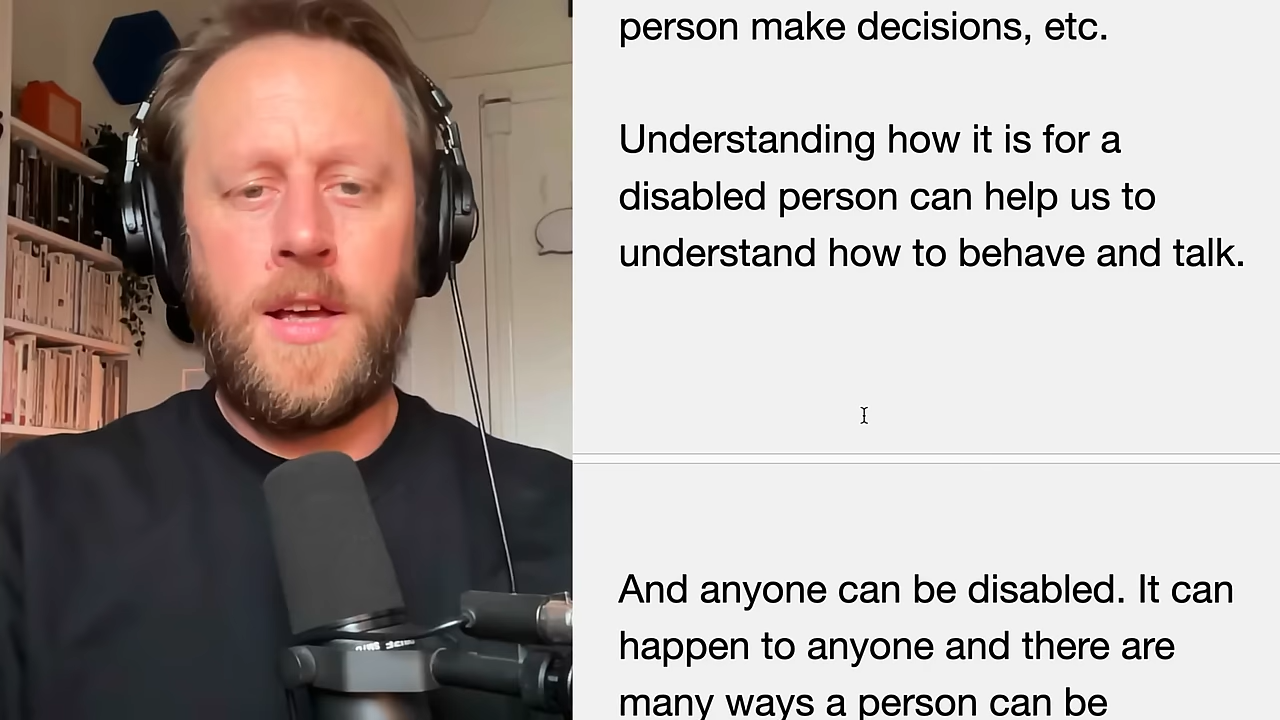 person make decisions, etc.
Understanding how it is for a
disabled person can help us to
understand how to behave and talk.
And anyone can be disabled. It can
happen to anyone and there are
many ways a person can be